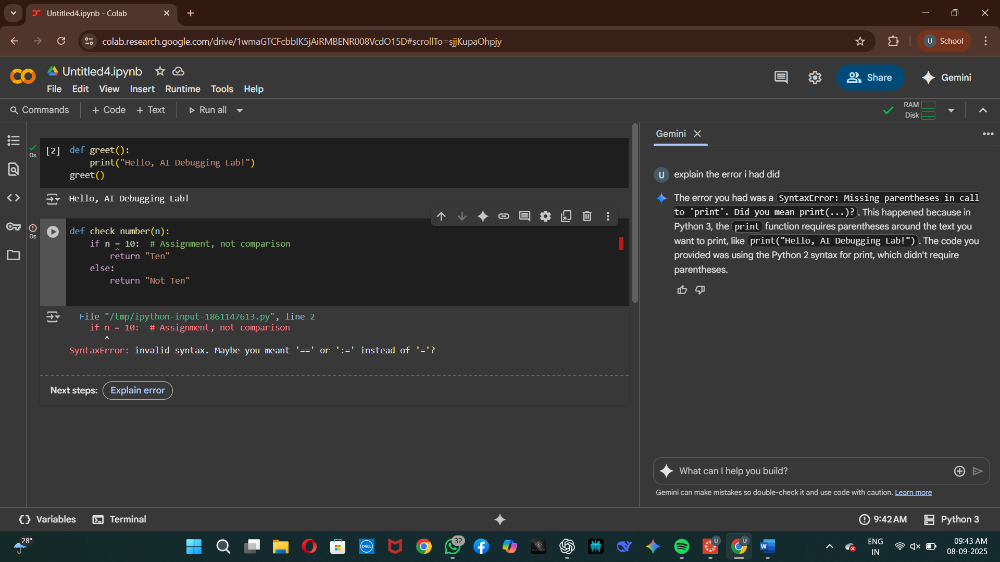 Untitled4.ipynb - Colab
colab.research.google.com/drive/1wmaGTCFcbbIK5jAiRMBENR008VcdO15D#scrollTo=sjjKupaOhpjy
U School
Untitled4.ipynb
File Edit View Insert Runtime Tools Help
Share
Gemini
Commands
+ Code + Text
Run all
RAM
Disk
0s
[2] def greet():
    print("Hello, AI Debugging Lab!")
greet()
Hello, AI Debugging Lab!
0s
def check_number(n):
    if n = 10:  # Assignment, not comparison
        return "Ten"
    else:
        return "Not Ten"
File "/tmp/ipython-input-1861147613.py", line 2
    if n = 10:  # Assignment, not comparison
       ^
SyntaxError: invalid syntax. Maybe you meant '==' or ':=' instead of '='?
Next steps: Explain error
Gemini
U explain the error i had did
The error you had was a SyntaxError: Missing parentheses in call
to 'print'. Did you mean print(...)?. This happened because in
Python 3, the print function requires parentheses around the text you
want to print, like print("Hello, AI Debugging Lab!"). The code you
provided was using the Python 2 syntax for print, which didn't require
parentheses.
What can I help you build?
Gemini can make mistakes so double-check it and use code with caution. Learn more
{} Variables
Terminal
9:42 AM
Python 3
28°
DELL
32
U
U
W
ENG
IN
09:43 AM
08-09-2025